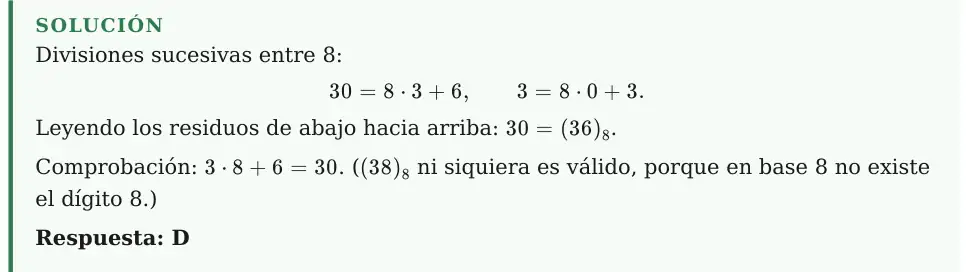 SOLUCIÓN
Divisiones sucesivas entre 8:
30 = 8 · 3 + 6, 3 = 8 · 0 + 3.
Leyendo los residuos de abajo hacia arriba: 30 = (36)₈.
Comprobación: 3 · 8 + 6 = 30. ((38)₈ ni siquiera es válido, porque en base 8 no existe
el dígito 8.)
Respuesta: D